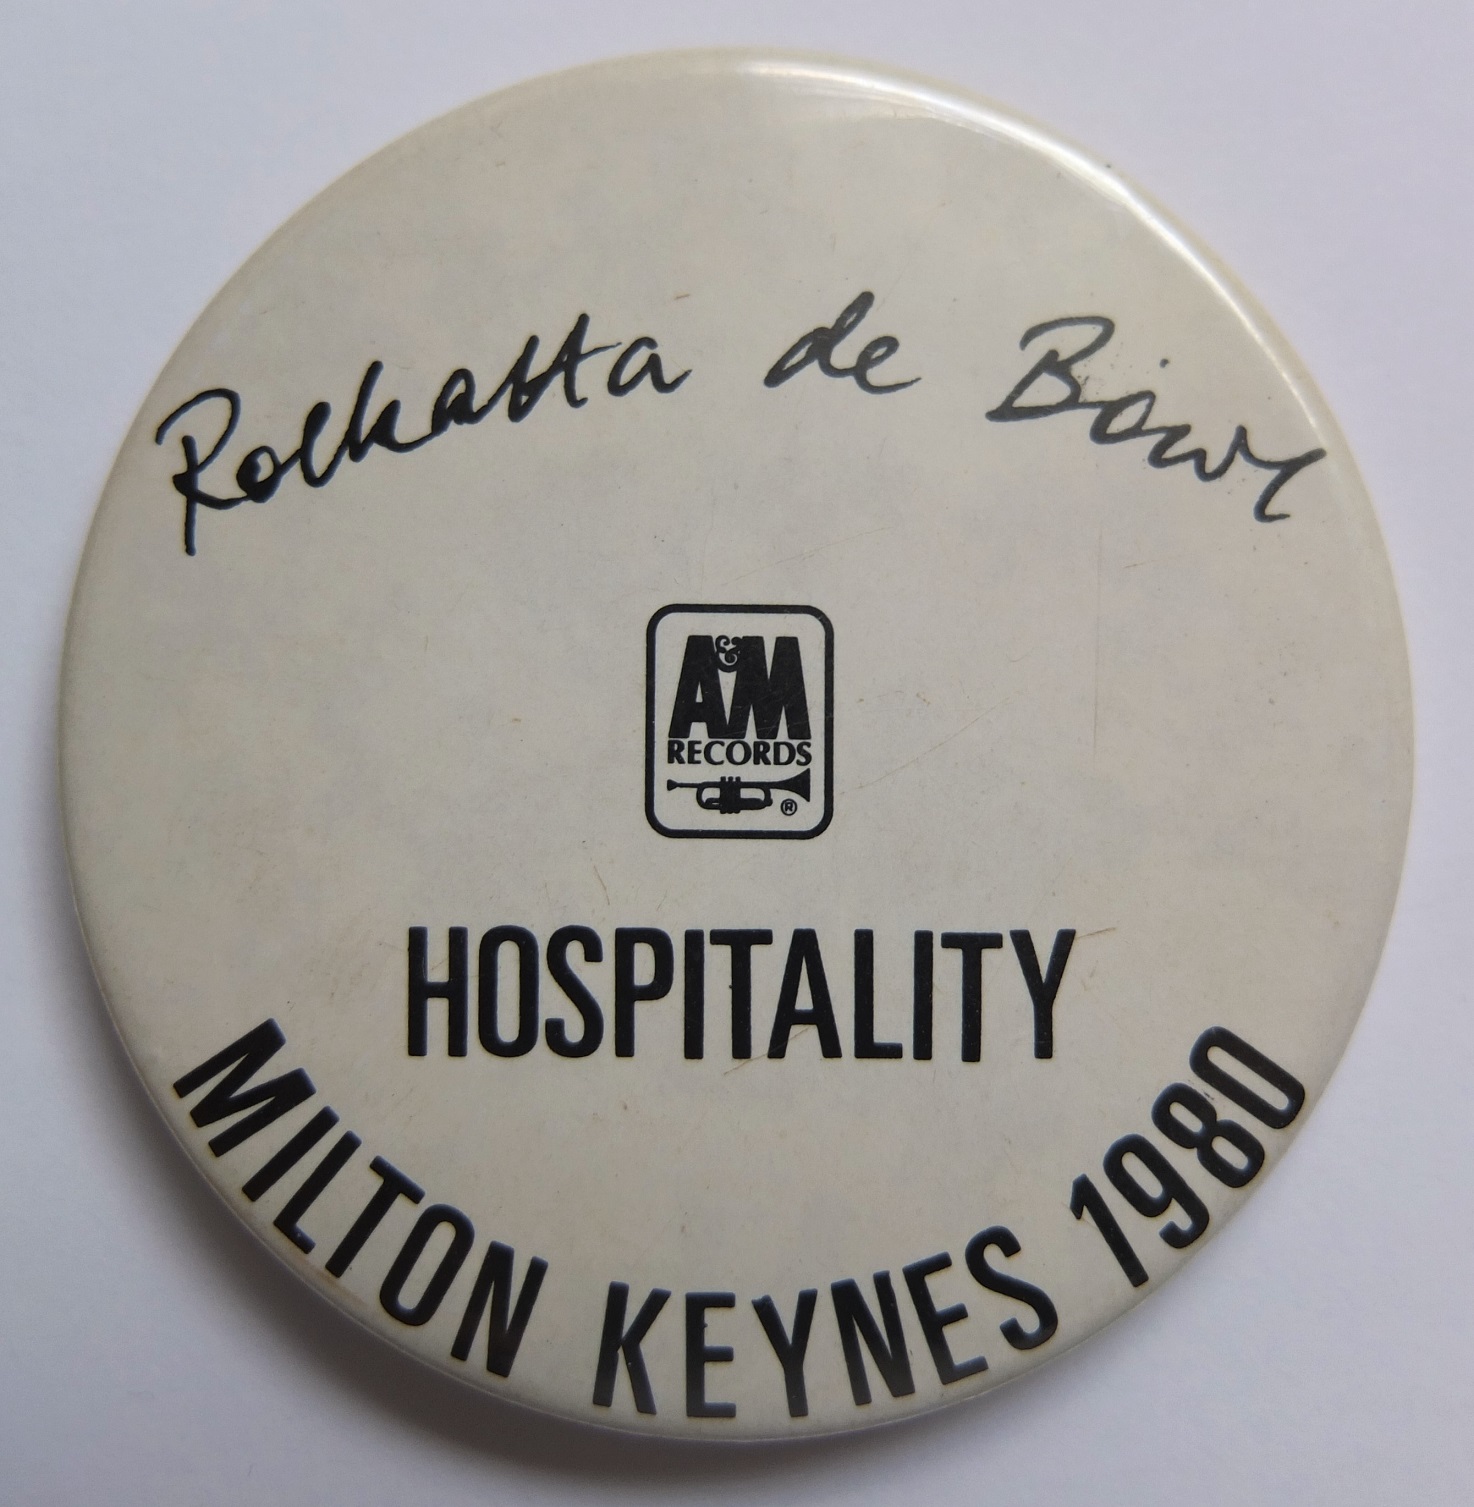 Rockatta de Bowl
A&M
RECORDS
®
HOSPITALITY
MILTON KEYNES 1980